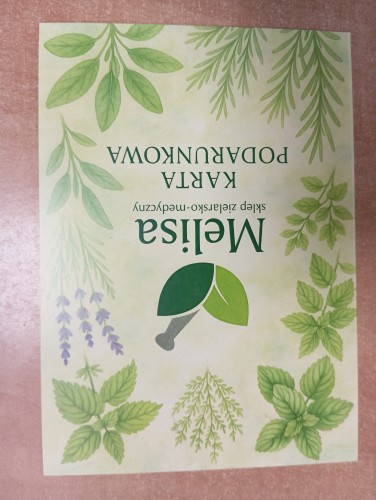 Melisa
sklep zielarsko-medyczny
KARTA
PODARUNKOWA